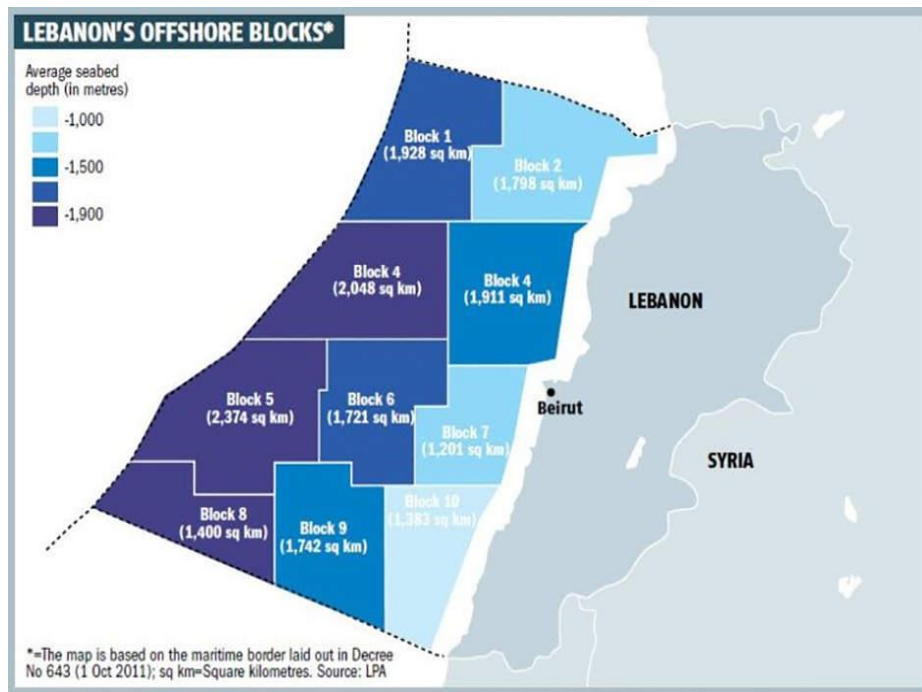 LEBANON'S OFFSHORE BLOCKS*
Average seabed
depth (in metres)
-1,000
-1,500
-1,900
Block 1
(1,928 sq km)
Block 2
(1,798 sq km)
Block 4
(2,048 sq km)
Block 4
(1,911 sq km)
LEBANON
Block 5
(2,374 sq km)
Block 6
(1,721 sq km)
Block 7
(1,201 sq km)
Beirut
SYRIA
Block 8
(1,400 sq km)
Block 9
(1,742 sq km)
Block 10
(1,383 sq km)
*=The map is based on the maritime border laid out in Decree
No 643 (1 Oct 2011); sq km=Square kilometres. Source: LPA